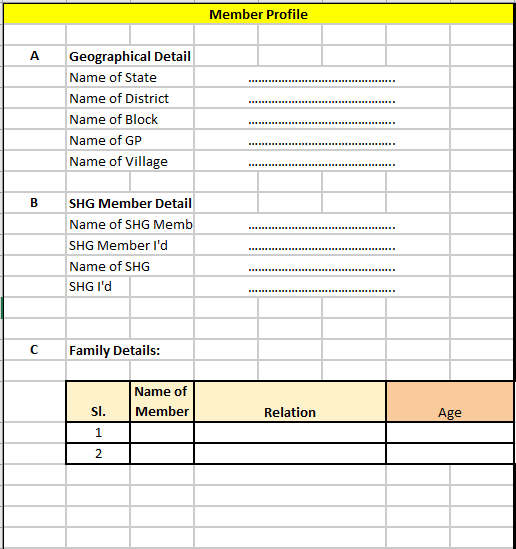 Member Profile
A Geographical Detail
Name of State ................................................
Name of District ................................................
Name of Block ................................................
Name of GP ................................................
Name of Village ................................................
B SHG Member Detail
Name of SHG Memb ................................................
SHG Member I'd ................................................
Name of SHG ................................................
SHG I'd ................................................
C Family Details:
Sl. Name of Member Relation Age
1
2